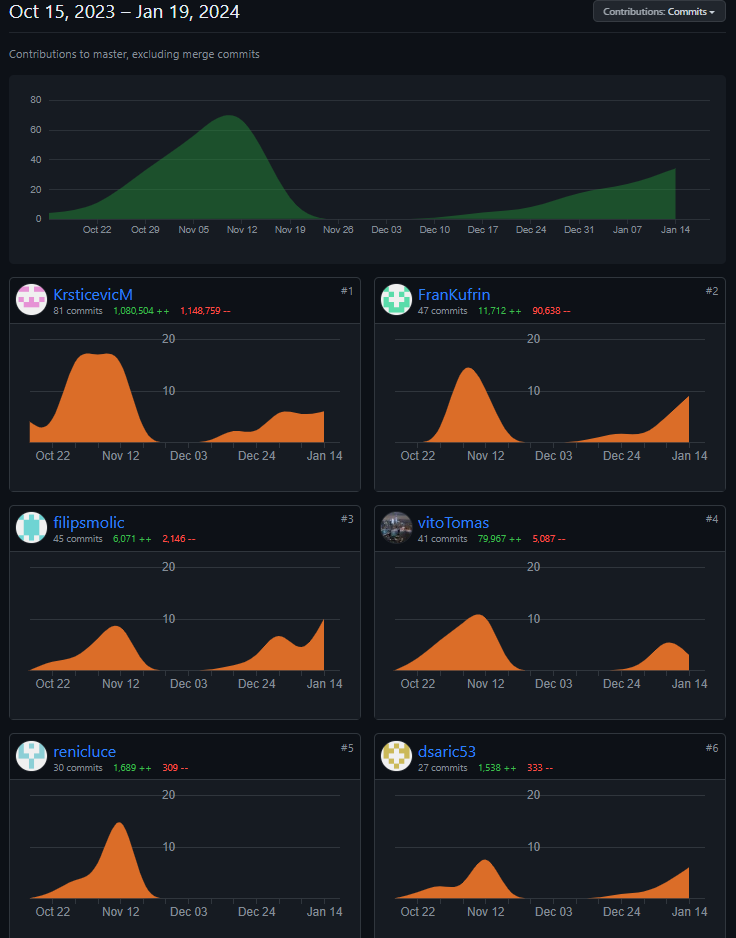 Oct 15, 2023 – Jan 19, 2024
Contributions: Commits
Contributions to master, excluding merge commits
80
60
40
20
0
Oct 22 Oct 29 Nov 05 Nov 12 Nov 19 Nov 26 Dec 03 Dec 10 Dec 17 Dec 24 Dec 31 Jan 07 Jan 14
KrsticevicM #1
81 commits 1,080,504 ++ 1,148,759 --
20
10
Oct 22 Nov 12 Dec 03 Dec 24 Jan 14
FranKufrin #2
47 commits 11,712 ++ 90,638 --
20
10
Oct 22 Nov 12 Dec 03 Dec 24 Jan 14
filipsmolic #3
45 commits 6,071 ++ 2,146 --
20
10
Oct 22 Nov 12 Dec 03 Dec 24 Jan 14
vitoTomas #4
41 commits 79,967 ++ 5,087 --
20
10
Oct 22 Nov 12 Dec 03 Dec 24 Jan 14
renicluce #5
30 commits 1,689 ++ 309 --
20
10
Oct 22 Nov 12 Dec 03 Dec 24 Jan 14
dsaric53 #6
27 commits 1,538 ++ 333 --
20
10
Oct 22 Nov 12 Dec 03 Dec 24 Jan 14